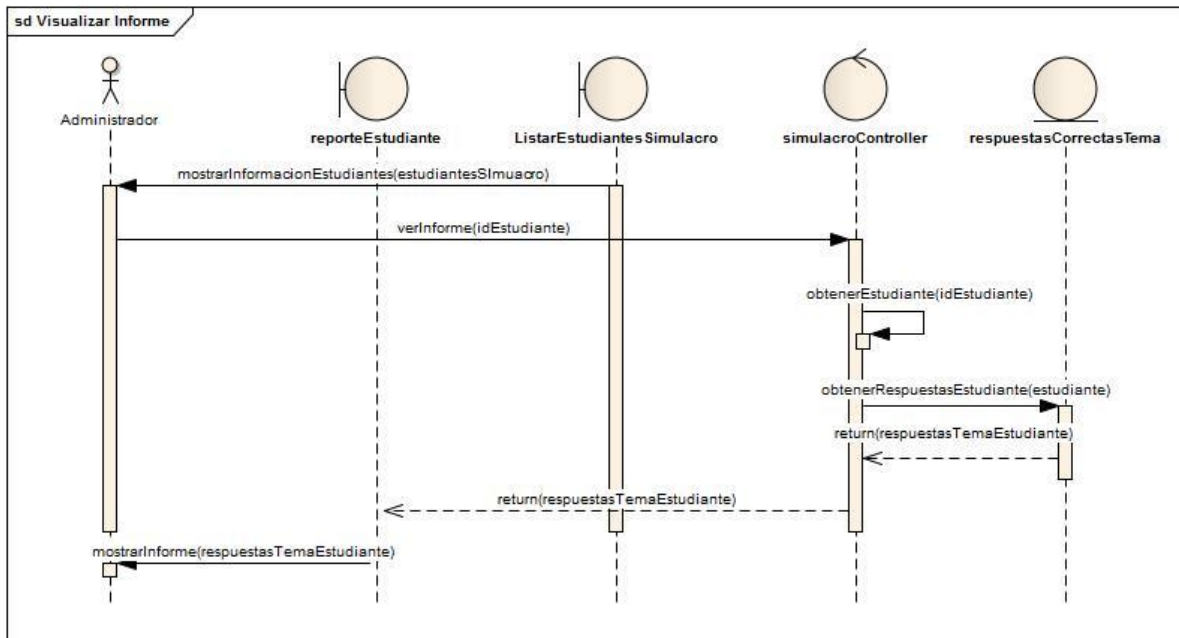 sd Visualizar Informe
Administrador
reporteEstudiante
ListarEstudiantesSimulacro
simulacroController
respuestasCorrectasTema
mostrarInformacionEstudiantes(estudiantesSImuacro)
verInforme(idEstudiante)
obtenerEstudiante(idEstudiante)
obtenerRespuestasEstudiante(estudiante)
return(respuestasTemaEstudiante)
return(respuestasTemaEstudiante)
mostrarInforme(respuestasTemaEstudiante)